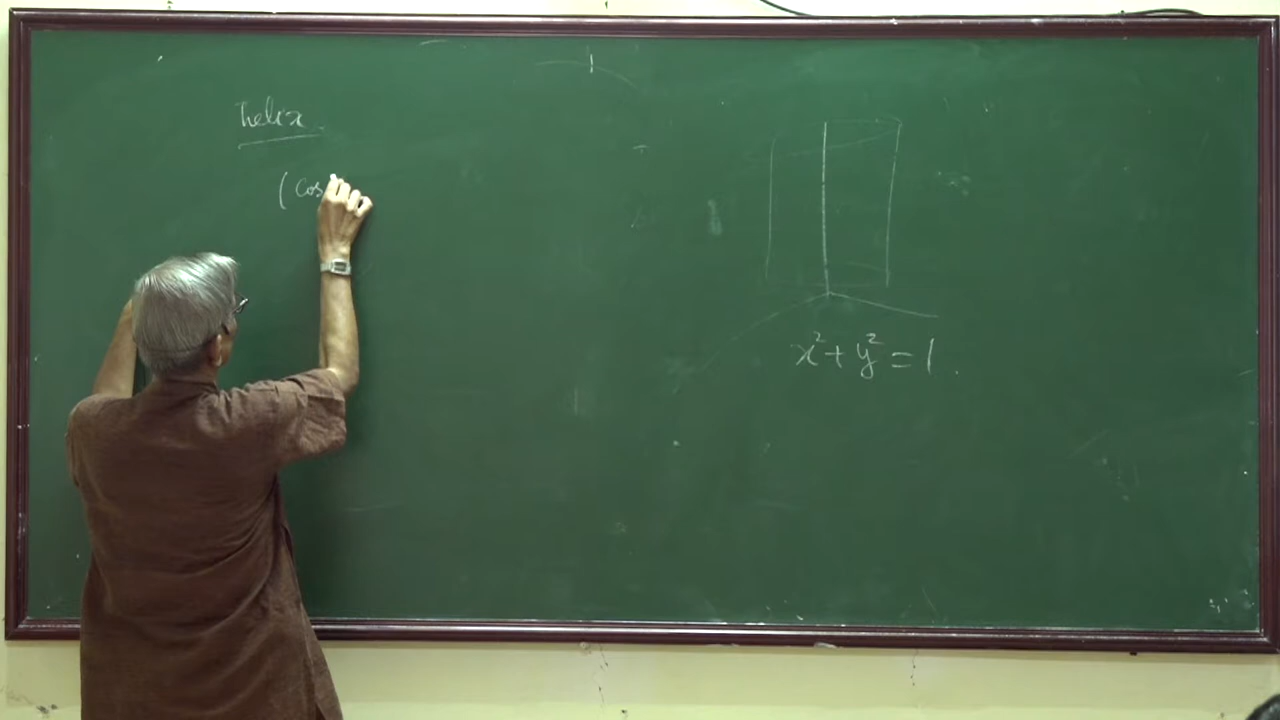 helix.
(cos
x² + y² = 1.